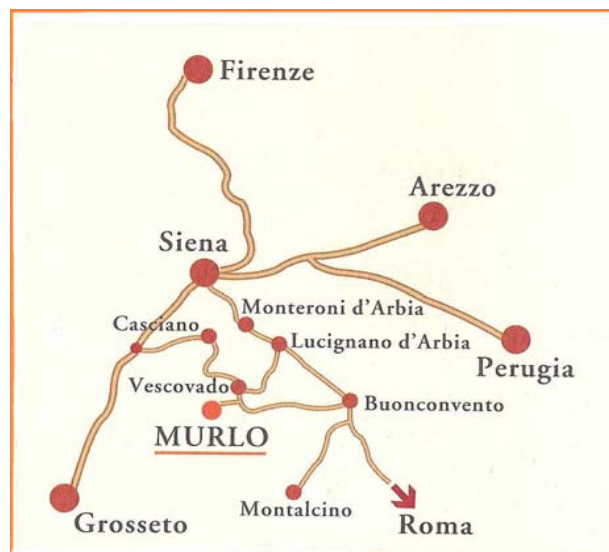 Firenze
Arezzo
Siena
Monteroni d'Arbia
Casciano
Lucignano d'Arbia
Perugia
Vescovado
Buonconvento
MURLO
Montalcino
Grosseto
Roma